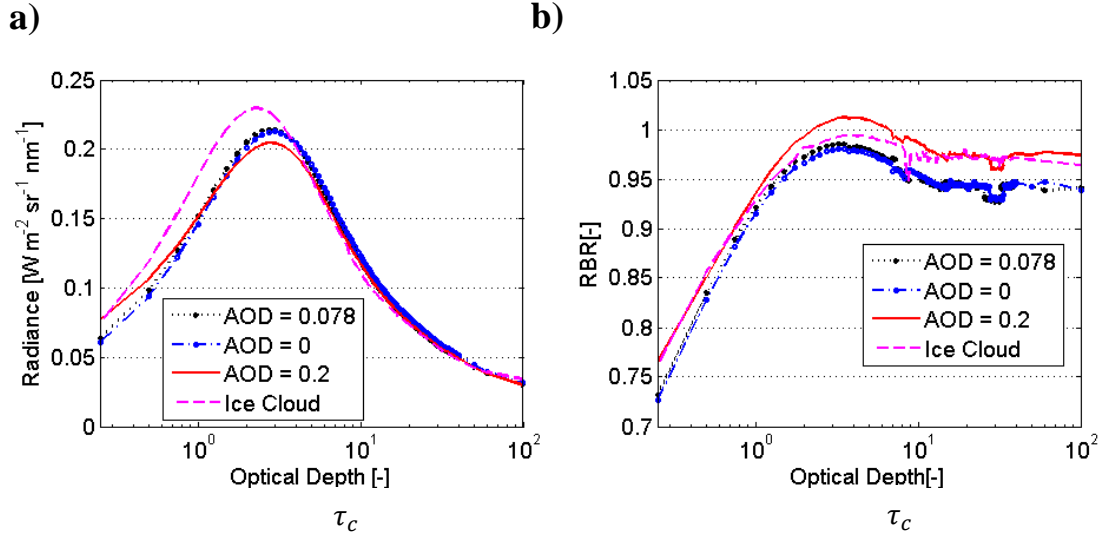 a)
0.25
0.2
0.15
0.1
0.05
0
Radiance [W m⁻² sr⁻¹ nm⁻¹]
AOD = 0.078
AOD = 0
AOD = 0.2
Ice Cloud
10⁰ 10¹ 10²
Optical Depth [-]
τc
b)
1.05
1
0.95
0.9
0.85
0.8
0.75
0.7
RBR[-]
AOD = 0.078
AOD = 0
AOD = 0.2
Ice Cloud
10⁰ 10¹ 10²
Optical Depth[-]
τc